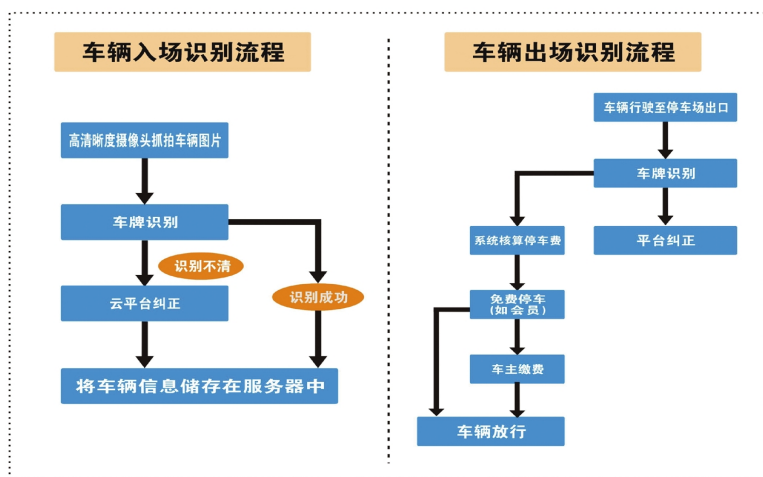 车辆入场识别流程
高清晰度摄像头抓拍车辆图片
车牌识别
识别不清
识别成功
云平台纠正
将车辆信息储存在服务器中
车辆出场识别流程
车辆行驶至停车场出口
车牌识别
系统核算停车费
平台纠正
免费停车
(如会员)
车主缴费
车辆放行